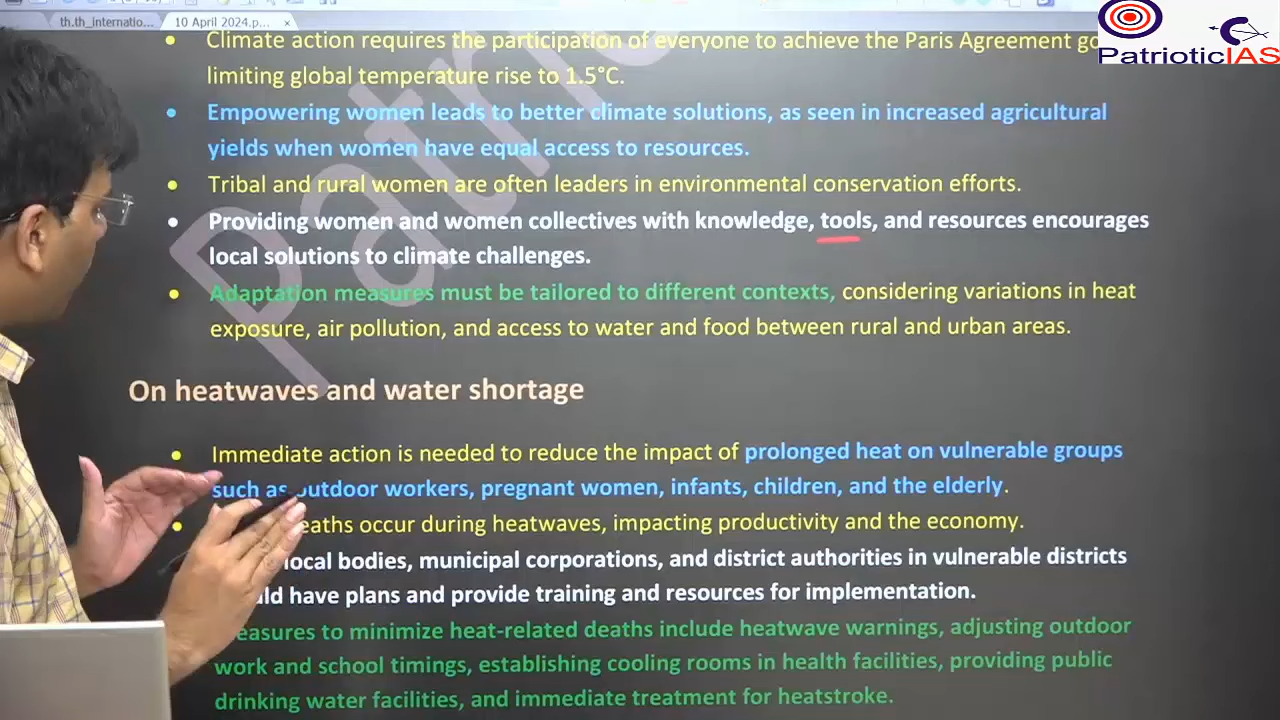 th.th_internatio...
10 April 2024.p...
×
PatrioticIAS
Climate action requires the participation of everyone to achieve the Paris Agreement
limiting global temperature rise to 1.5°C.
Empowering women leads to better climate solutions, as seen in increased agricultural
yields when women have equal access to resources.
Tribal and rural women are often leaders in environmental conservation efforts.
Providing women and women collectives with knowledge, tools, and resources encourages
local solutions to climate challenges.
Adaptation measures must be tailored to different contexts, considering variations in heat
exposure, air pollution, and access to water and food between rural and urban areas.
On heatwaves and water shortage
Immediate action is needed to reduce the impact of prolonged heat on vulnerable groups
such as outdoor workers, pregnant women, infants, children, and the elderly.
occur during heatwaves, impacting productivity and the economy.
local bodies, municipal corporations, and district authorities in vulnerable districts
have plans and provide training and resources for implementation.
measures to minimize heat-related deaths include heatwave warnings, adjusting outdoor
work and school timings, establishing cooling rooms in health facilities, providing public
drinking water facilities, and immediate treatment for heatstroke.